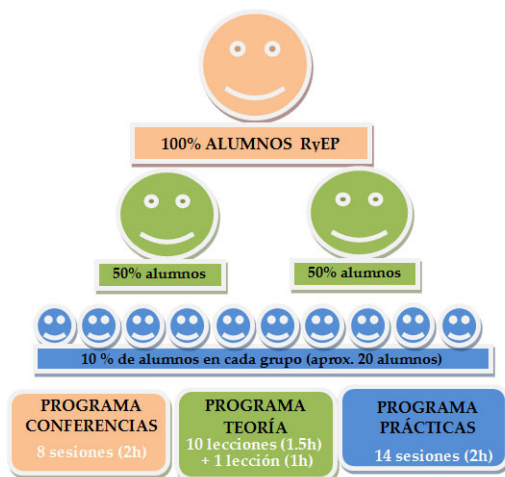 100% ALUMNOS RyEP
50% alumnos
50% alumnos
10 % de alumnos en cada grupo (aprox. 20 alumnos)
PROGRAMA
CONFERENCIAS
8 sesiones (2h)
PROGRAMA
TEORÍA
10 lecciones (1.5h)
+ 1 lección (1h)
PROGRAMA
PRÁCTICAS
14 sesiones (2h)